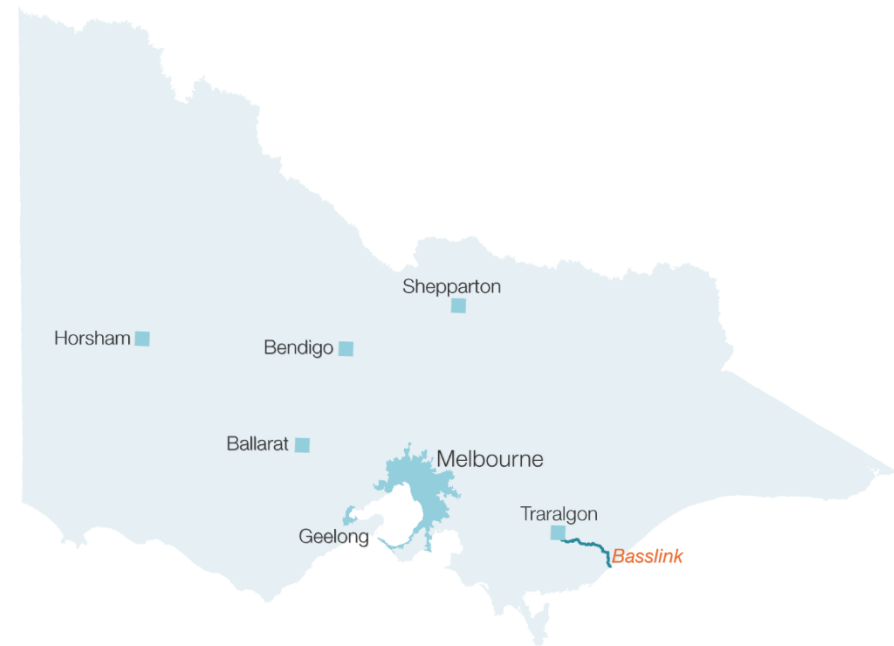 Shepparton
Horsham
Bendigo
Ballarat
Melbourne
Traralgon
Geelong
Basslink